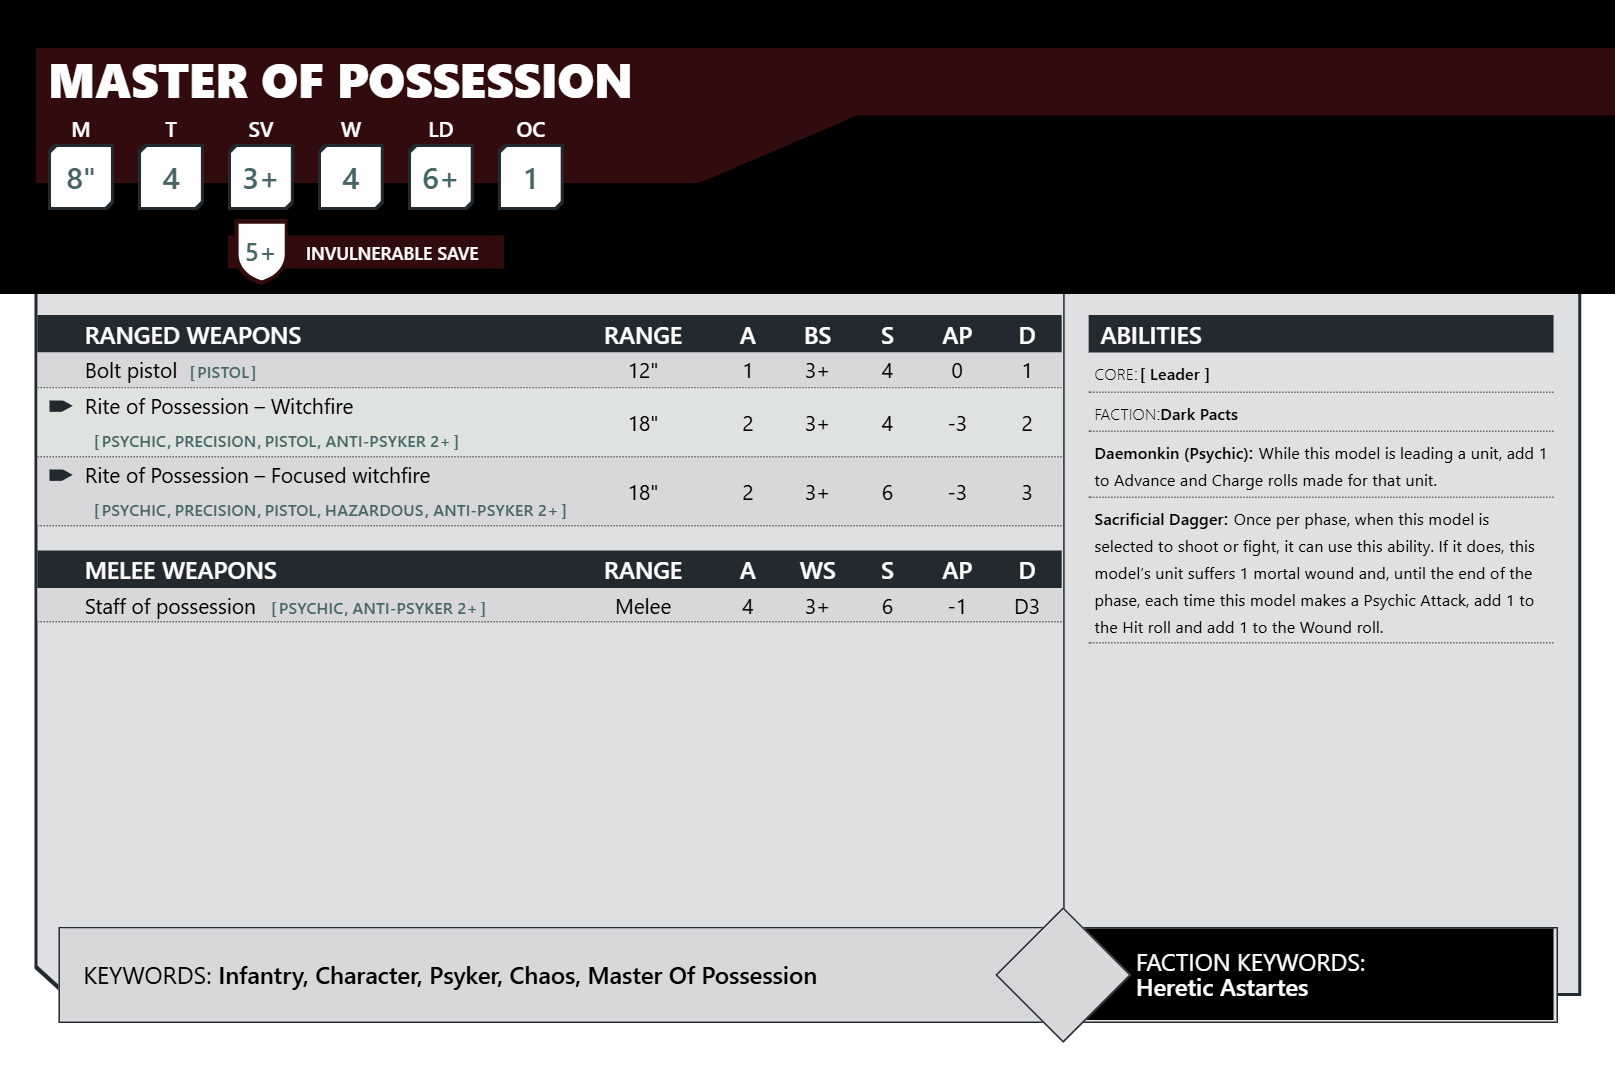 MASTER OF POSSESSION
M T SV W LD OC
8" 4 3+ 4 6+ 1
5+ INVULNERABLE SAVE
RANGED WEAPONS RANGE A BS S AP D
Bolt pistol [PISTOL] 12" 1 3+ 4 0 1
Rite of Possession – Witchfire
[PSYCHIC, PRECISION, PISTOL, ANTI-PSYKER 2+] 18" 2 3+ 4 -3 2
Rite of Possession – Focused witchfire
[PSYCHIC, PRECISION, PISTOL, HAZARDOUS, ANTI-PSYKER 2+] 18" 2 3+ 6 -3 3
MELEE WEAPONS RANGE A WS S AP D
Staff of possession [PSYCHIC, ANTI-PSYKER 2+] Melee 4 3+ 6 -1 D3
ABILITIES
CORE:[ Leader ]
FACTION:Dark Pacts
Daemonkin (Psychic): While this model is leading a unit, add 1
to Advance and Charge rolls made for that unit.
Sacrificial Dagger: Once per phase, when this model is
selected to shoot or fight, it can use this ability. If it does, this
model’s unit suffers 1 mortal wound and, until the end of the
phase, each time this model makes a Psychic Attack, add 1 to
the Hit roll and add 1 to the Wound roll.
KEYWORDS: Infantry, Character, Psyker, Chaos, Master Of Possession
FACTION KEYWORDS:
Heretic Astartes